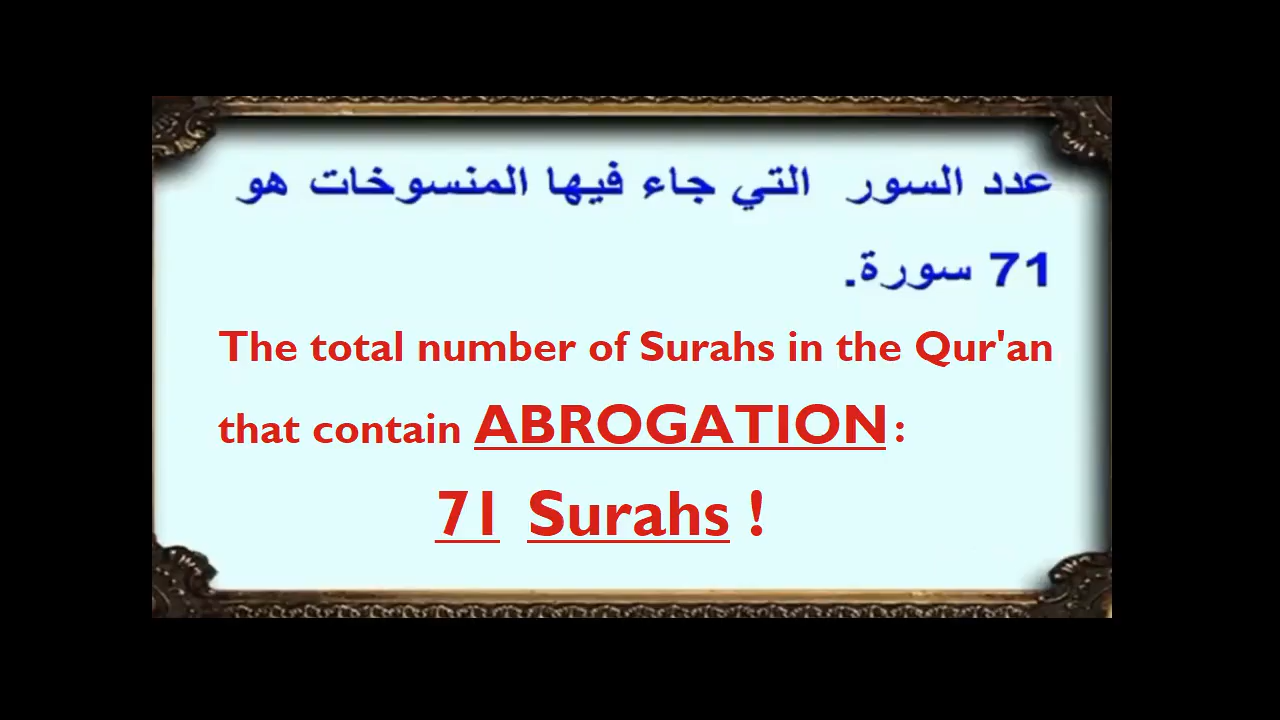 عدد السور التي جاء فيها المنسوخات هو
71 سورة.
The total number of Surahs in the Qur'an
that contain ABROGATION :
71 Surahs !